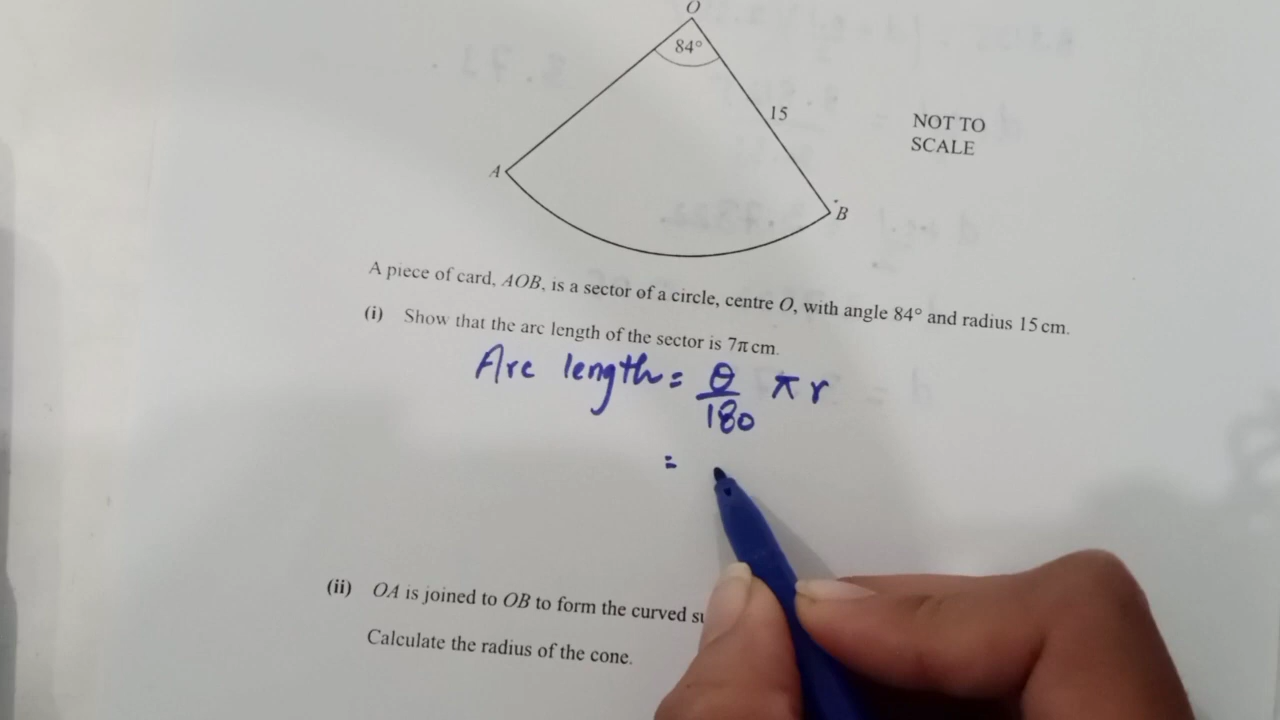 O
84°
15
NOT TO
SCALE
A
B
A piece of card, AOB, is a sector of a circle, centre O, with angle 84° and radius 15 cm.
(i) Show that the arc length of the sector is 7π cm.
Arc length = θ/180 π r
=
(ii) OA is joined to OB to form the curved
Calculate the radius of the cone.